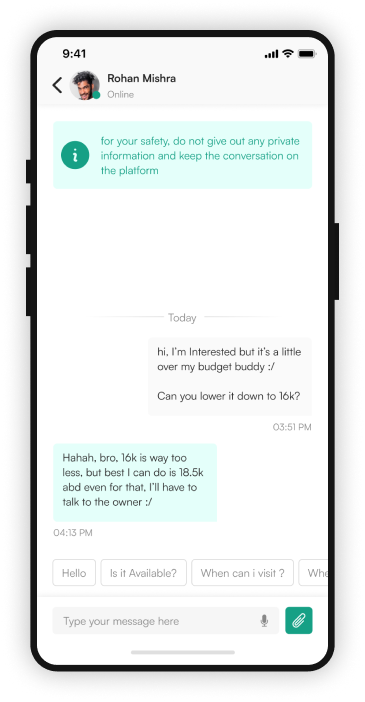 9:41
Rohan Mishra
Online
for your safety, do not give out any private
information and keep the conversation on
the platform
Today
hi, I'm Interested but it's a little
over my budget buddy :/
Can you lower it down to 16k?
03:51 PM
Hahah, bro, 16k is way too
less, but best I can do is 18.5k
abd even for that, I'll have to
talk to the owner :/
04:13 PM
Hello
Is it Available?
When can i visit ?
Whe
Type your message here